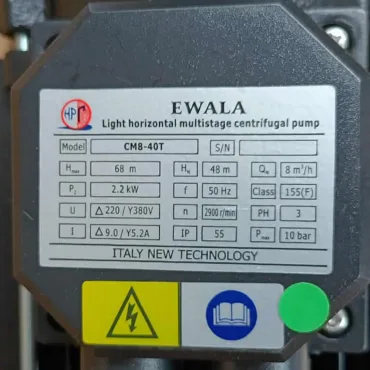 HPr EWALA
Light horizontal multistage centrifugal pump
Model CM8-40T S/N
Hmax 68 m HN 48 m QN 8 m³/h
P1 2.2 kW f 50 Hz Class 155(F)
U △220 / Y380V n 2900 r/min PH 3
I △9.0 / Y5.2A IP 55 Pmax 10 bar
ITALY NEW TECHNOLOGY